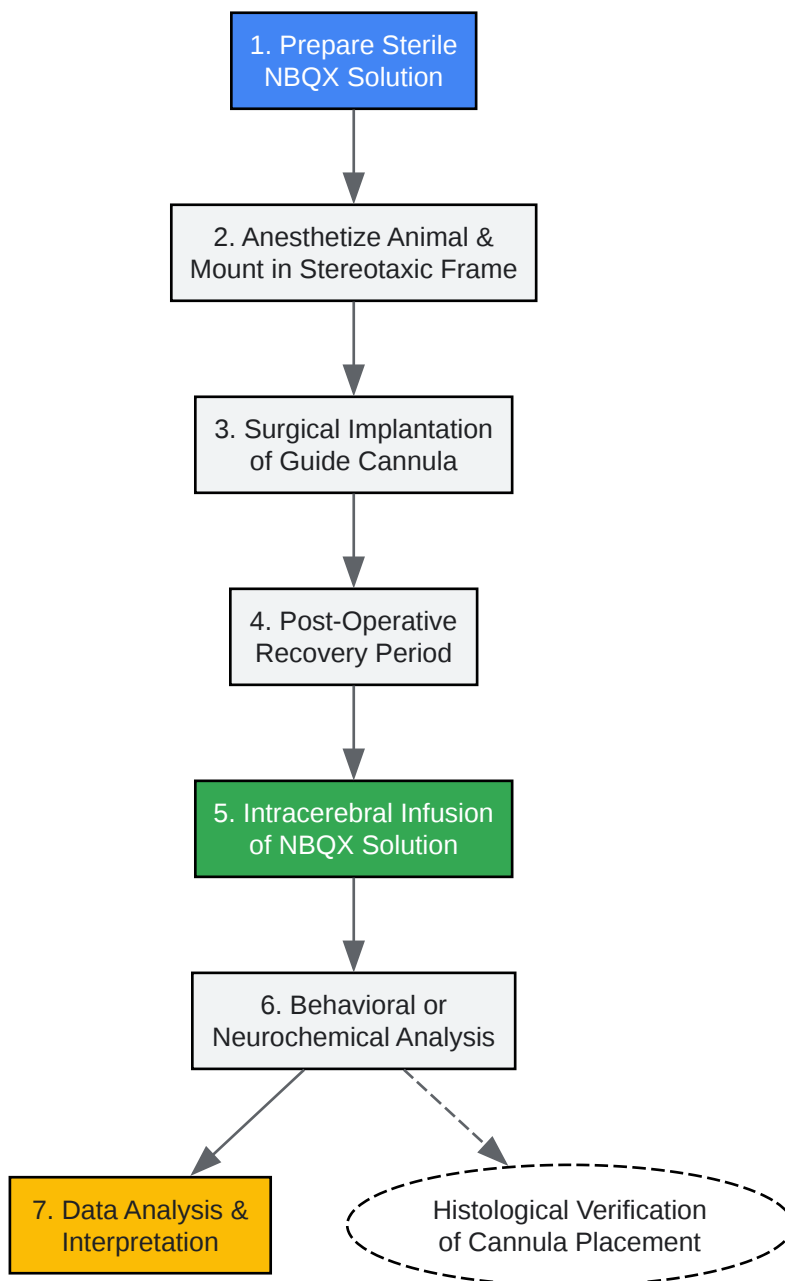 1. Prepare Sterile
NBQX Solution
2. Anesthetize Animal &
Mount in Stereotaxic Frame
3. Surgical Implantation
of Guide Cannula
4. Post-Operative
Recovery Period
5. Intracerebral Infusion
of NBQX Solution
6. Behavioral or
Neurochemical Analysis
7. Data Analysis &
Interpretation
Histological Verification
of Cannula Placement